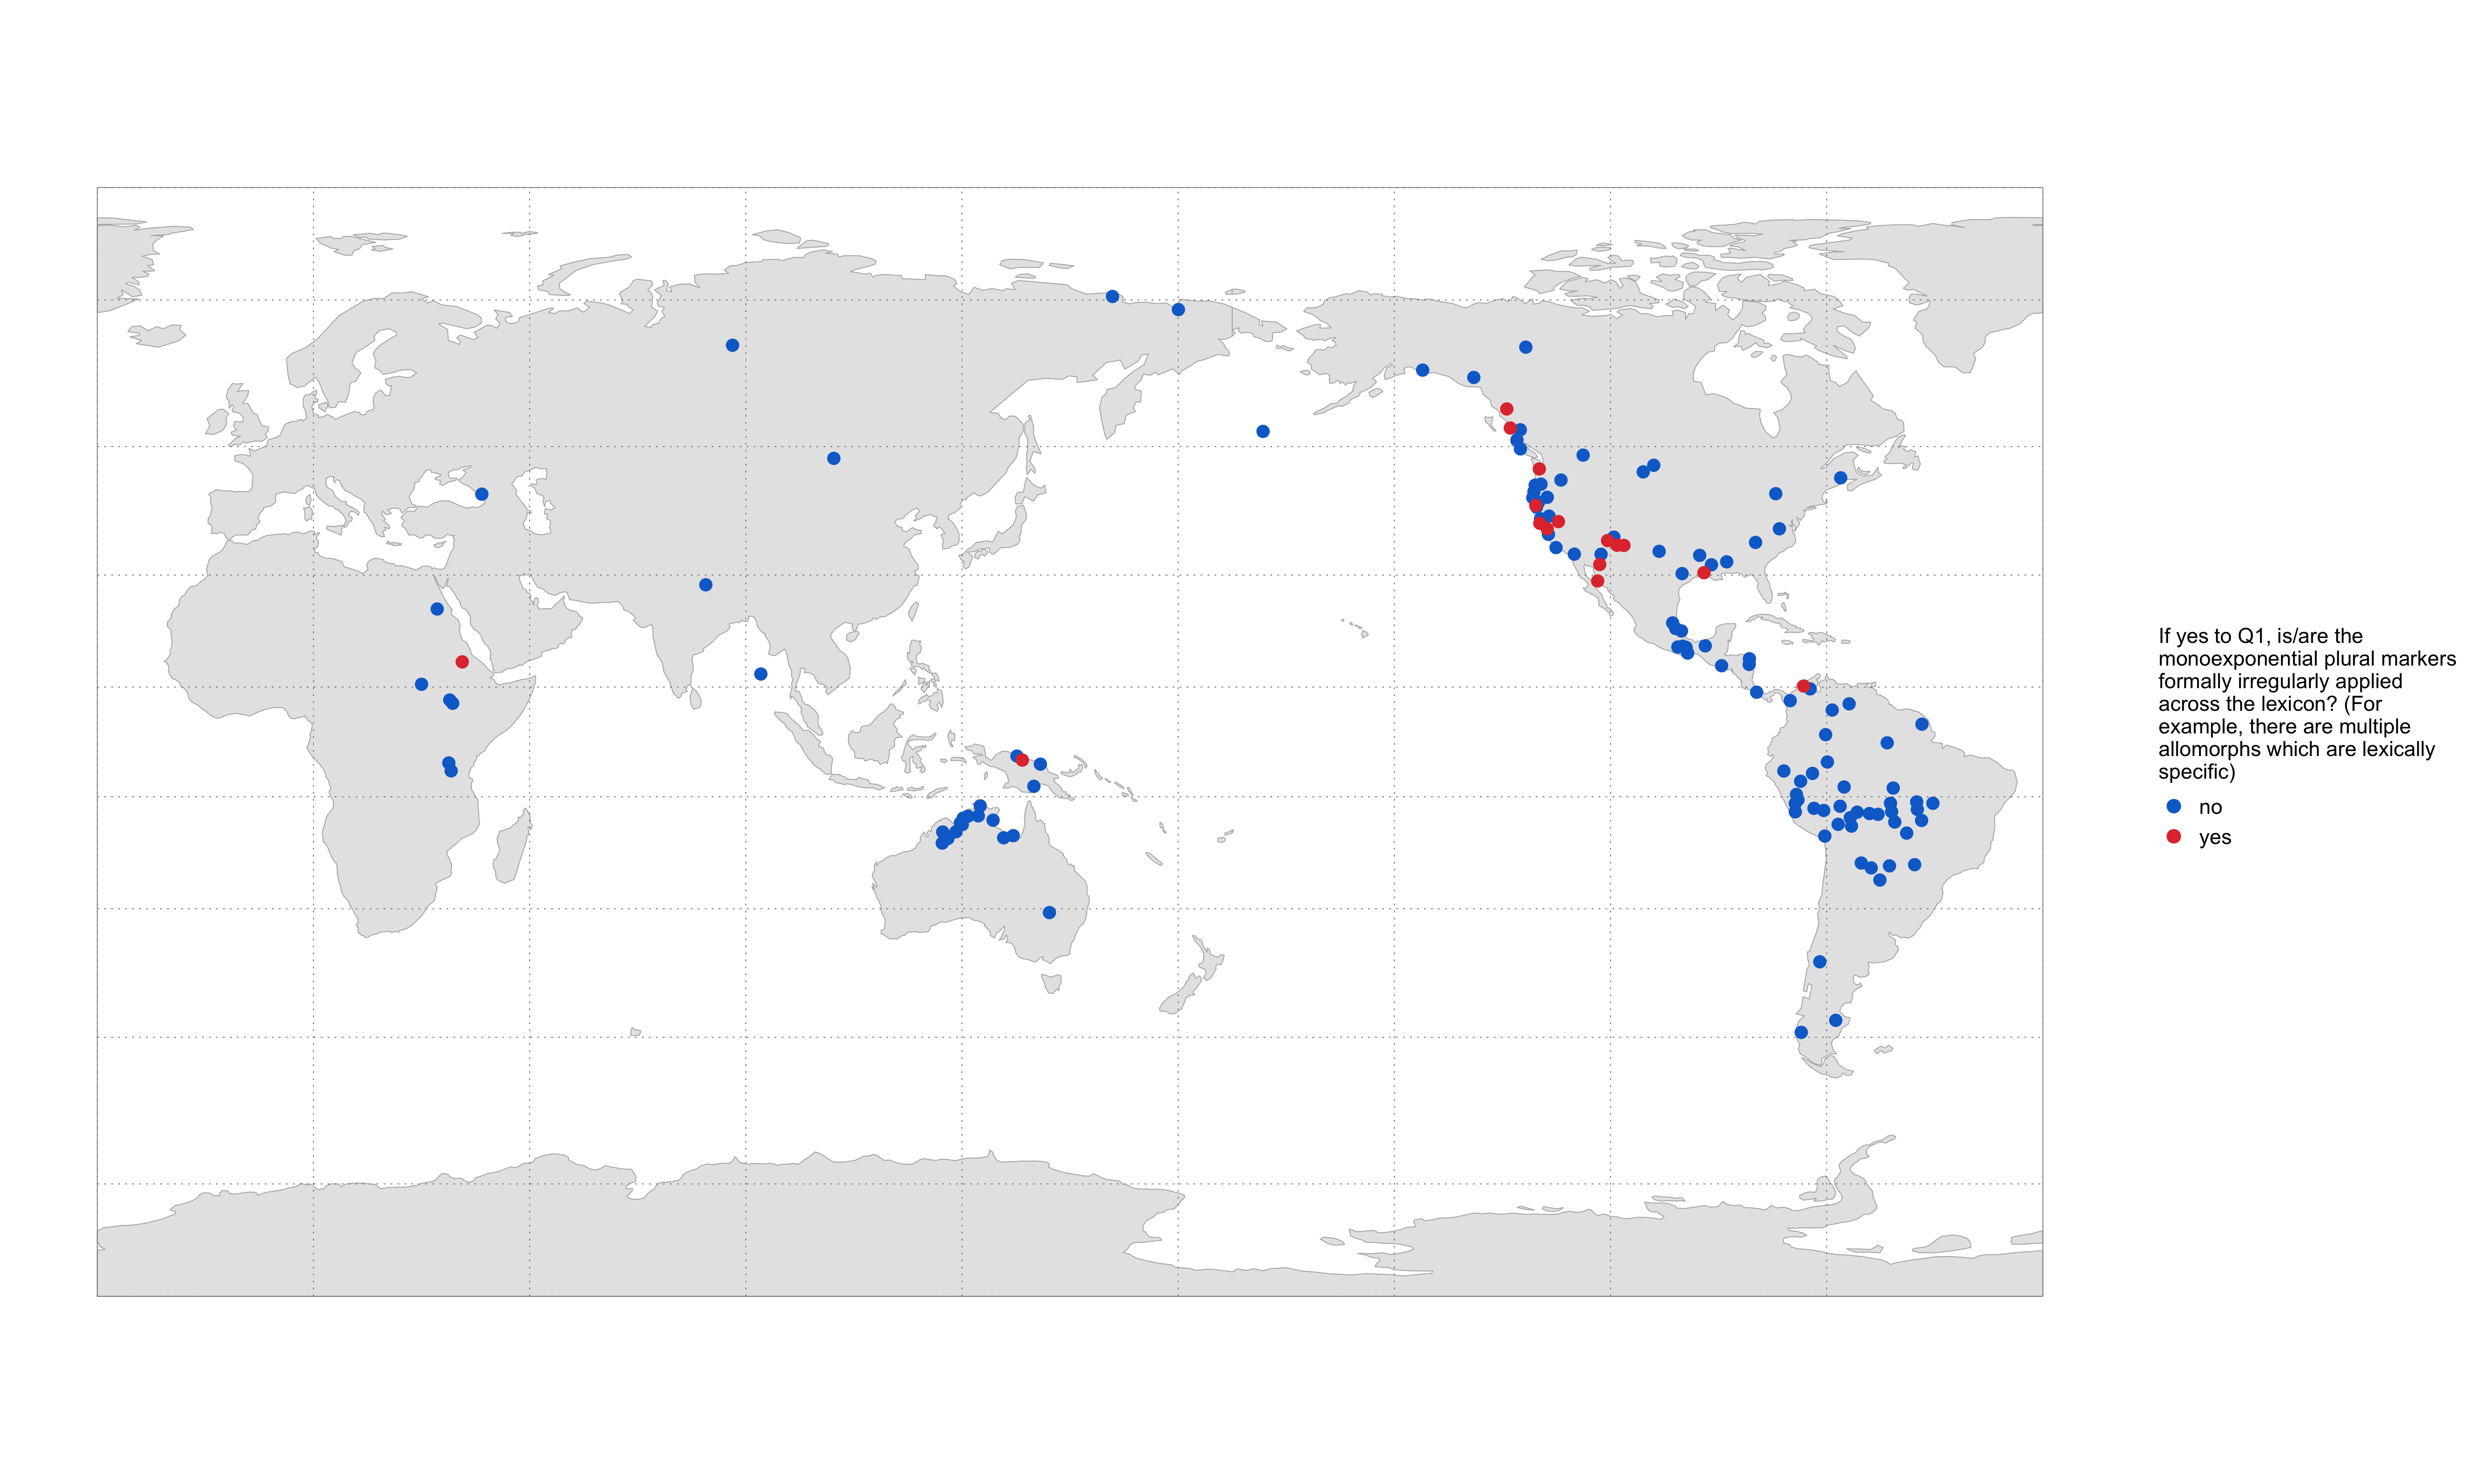 If yes to Q1, is/are the
monoexponential plural markers
formally irregularly applied
across the lexicon? (For
example, there are multiple
allomorphs which are lexically
specific)
no
yes